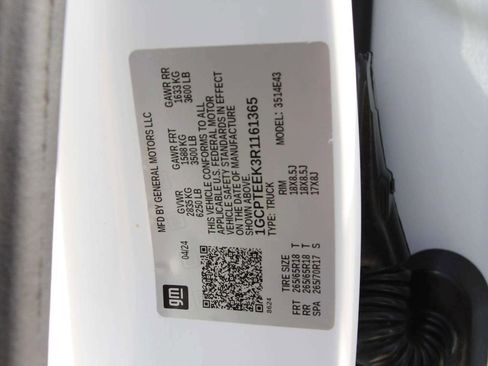 gm
MFD BY GENERAL MOTORS LLC
04/24
GVWR GAWR FRT GAWR RR
2835 KG 1588 KG 1633 KG
6250 LB 3500 LB 3600 LB
THIS VEHICLE CONFORMS TO ALL
APPLICABLE U.S. FEDERAL MOTOR
VEHICLE SAFETY STANDARDS IN EFFECT
ON THE DATE OF MANUFACTURE
SHOWN ABOVE.
1GCPTEEK3R1161365
TYPE: TRUCK MODEL: 3514E43
8624
TIRE SIZE RIM
FRT 265/65R18 T 18X8.5J
RR 265/65R18 T 18X8.5J
SPA 265/70R17 S 17X8J